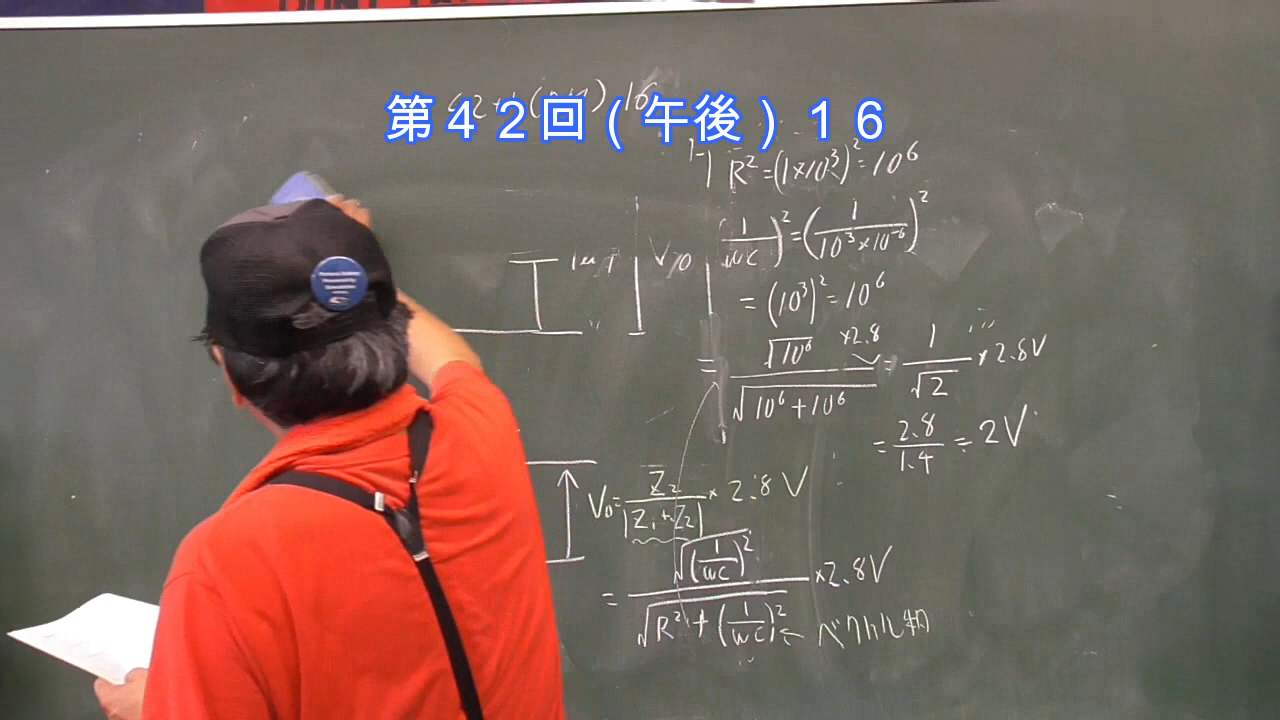 第４２回（午後）１６
R²=(1×10³)²=10⁶
(1/ωC)²=(1/10³×10⁻⁶)²
=(10³)²=10⁶
=√10⁶/√10⁶+10⁶ ×2.8V=1/√2×2.8V
=2.8/1.4≒2V
V₀=Z₂/|Z₁+Z₂|×2.8V
=√(1/ωC)²/√R²+(1/ωC)²×2.8V
←ベクトル和